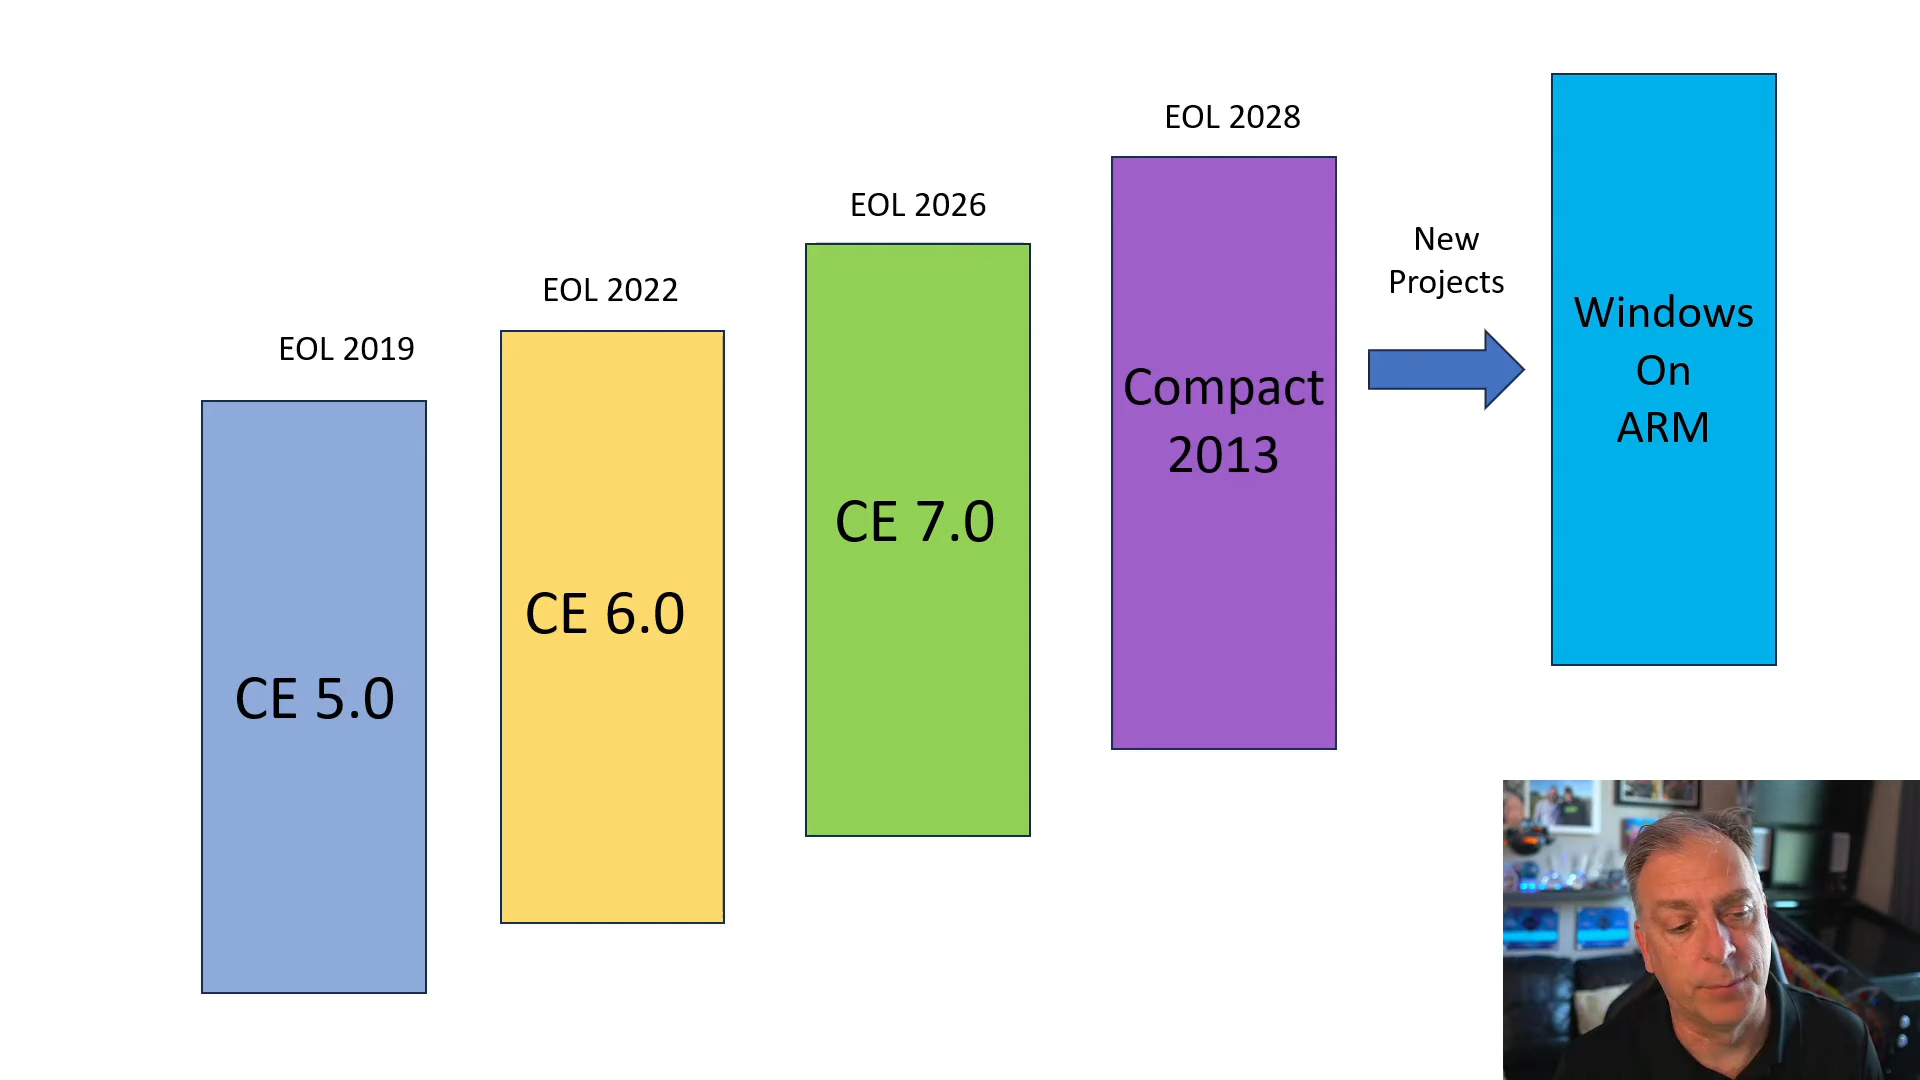 EOL 2019
CE 5.0
EOL 2022
CE 6.0
EOL 2026
CE 7.0
EOL 2028
Compact
2013
New
Projects
Windows
On
ARM